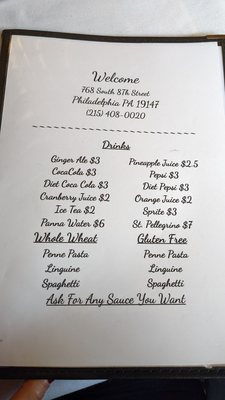 Welcome
768 South 8Th Street
Philadelphia PA 19147
(215) 408-0020
Drinks
Ginger Ale $3
CocaCola $3
Diet Coca Cola $3
Cranberry Juice $2
Ice Tea $2
Panna Water $6
Pineapple Juice $2.5
Pepsi $3
Diet Pepsi $3
Orange Juice $2
Sprite $3
St. Pellegrino $7
Whole Wheat
Penne Pasta
Linguine
Spaghetti
Gluten Free
Penne Pasta
Linguine
Spaghetti
Ask For Any Sauce You Want